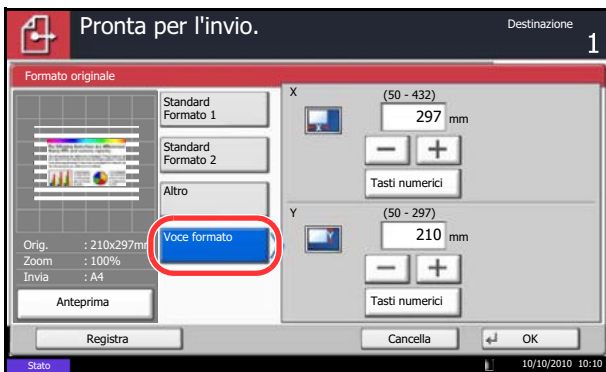 Pronta per l'invio.
Destinazione
1
Formato originale
Standard
Formato 1
Standard
Formato 2
Altro
Voce formato
Orig. : 210x297mm
Zoom : 100%
Invia : A4
Anteprima
X
(50 - 432)
297 mm
Tasti numerici
Y
(50 - 297)
210 mm
Tasti numerici
Registra
Cancella
OK
Stato
10/10/2010 10:10